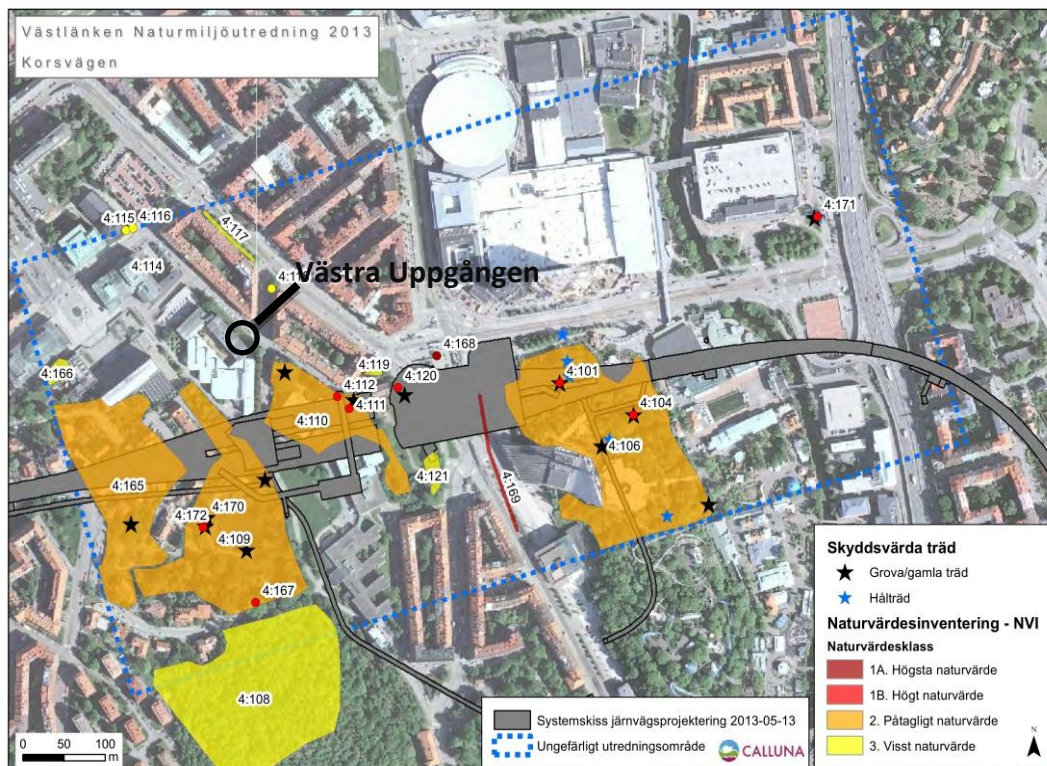 Västlänken Naturmiljöutredning 2013
Korsvägen
4:171
4:115
4:116
4:117
4:114
Västra Uppgången
4:168
4:166
4:119
4:101
4:112
4:120
4:111
4:104
4:110
4:106
4:121
4:165
4:169
4:170
4:172
4:109
4:167
4:108
Skyddsvärda träd
Grova/gamla träd
Hålträd
Naturvärdesinventering - NVI
Naturvärdesklass
1A. Högsta naturvärde
1B. Högt naturvärde
2. Påtagligt naturvärde
3. Visst naturvärde
Systemskiss järnvägsprojektering 2013-05-13
Ungefärligt utredningsområde
CALLUNA
N
0 50 100
m